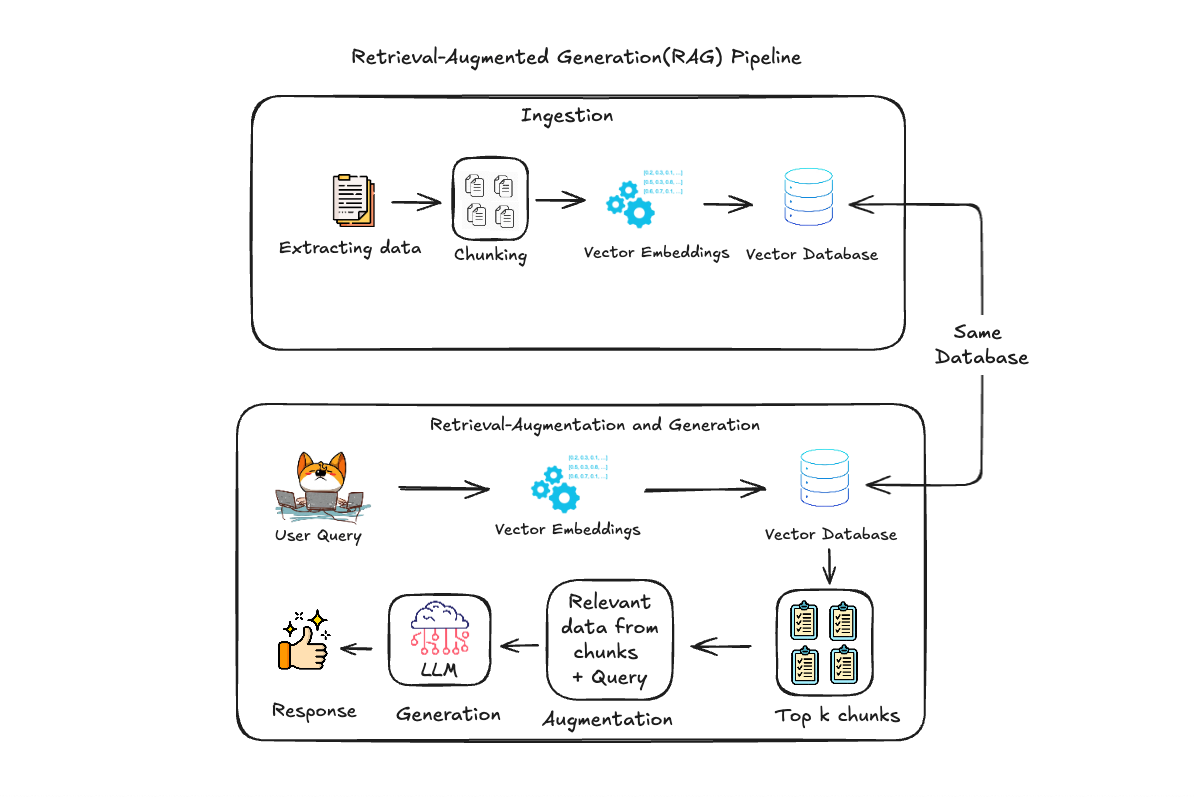 Retrieval-Augmented Generation(RAG) Pipeline
Ingestion
[0.2, 0.3, 0.1, ...]
[0.5, 0.3, 0.8, ...]
[0.6, 0.7, 0.1, ...]
Extracting data
Chunking
Vector Embeddings
Vector Database
Same
Database
Retrieval-Augmentation and Generation
[0.2, 0.3, 0.1, ...]
[0.5, 0.3, 0.8, ...]
[0.6, 0.7, 0.1, ...]
User Query
Vector Embeddings
Vector Database
Relevant
data from
chunks
+ Query
LLM
Response
Generation
Augmentation
Top k chunks